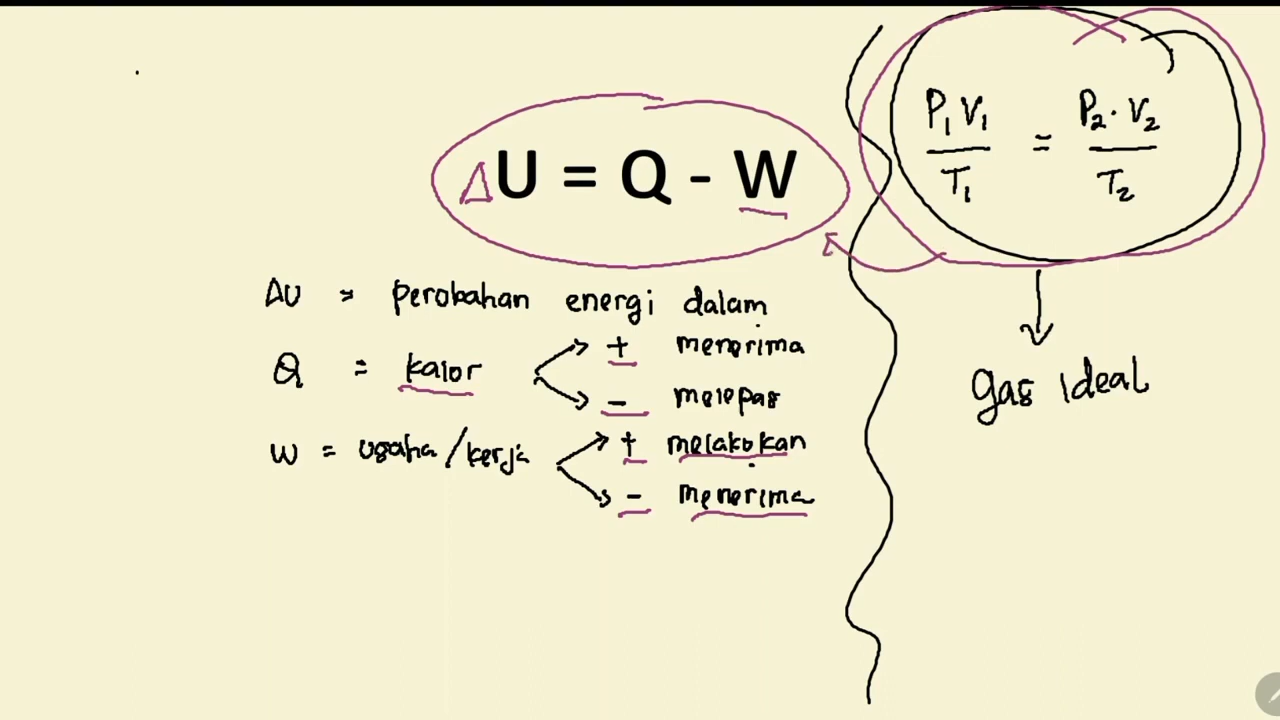 ΔU = Q - W
ΔU = perubahan energi dalam
Q = kalor
+ menerima
- melepas
W = usaha/kerja
+ melakukan
- menerima
P₁ V₁ / T₁ = P₂ · V₂ / T₂
gas ideal